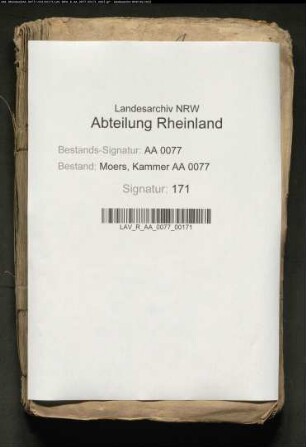 Landesarchiv NRW
Abteilung Rheinland
Bestands-Signatur: AA 0077
Bestand: Moers, Kammer AA 0077
Signatur: 171
LAV_R_AA_0077_00171